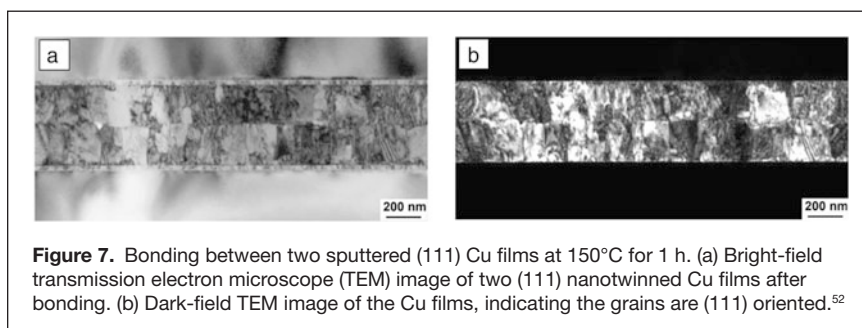 a
b
200 nm
200 nm
Figure 7. Bonding between two sputtered (111) Cu films at 150°C for 1 h. (a) Bright-field
transmission electron microscope (TEM) image of two (111) nanotwinned Cu films after
bonding. (b) Dark-field TEM image of the Cu films, indicating the grains are (111) oriented.52